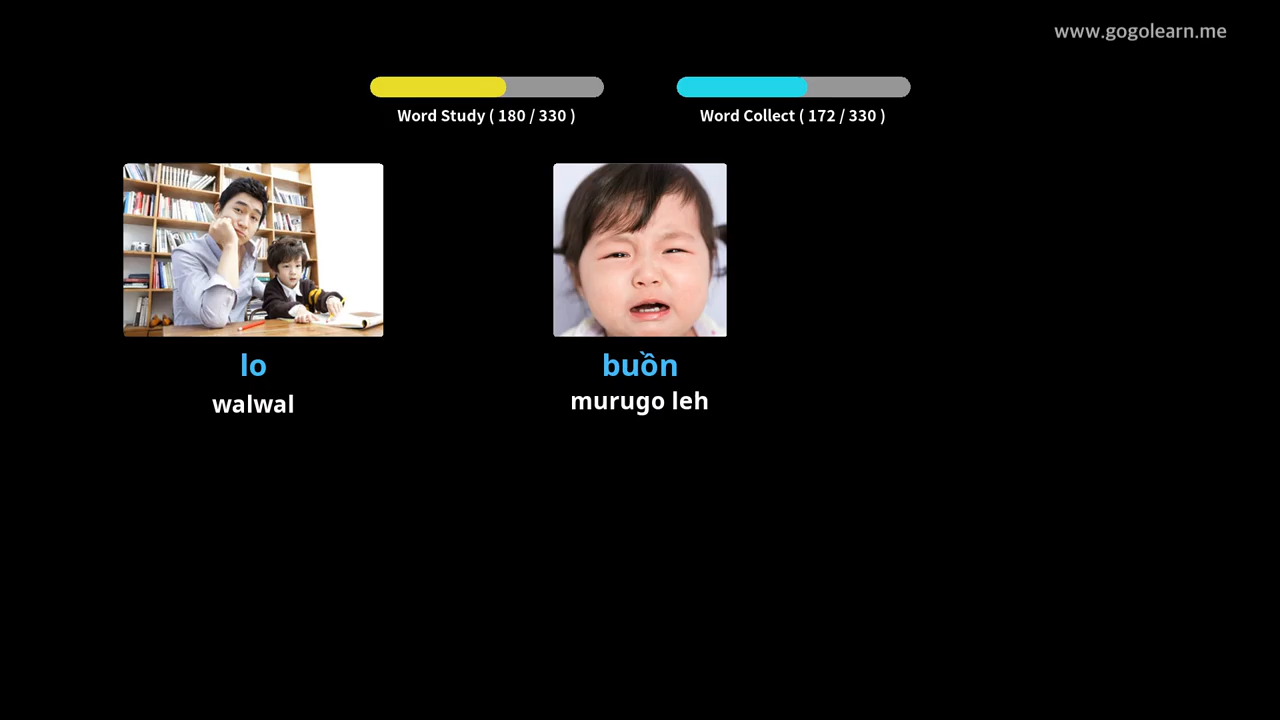 www.gogolearn.me
Word Study ( 180 / 330 )
Word Collect ( 172 / 330 )
lo
walwal
buồn
murugo leh